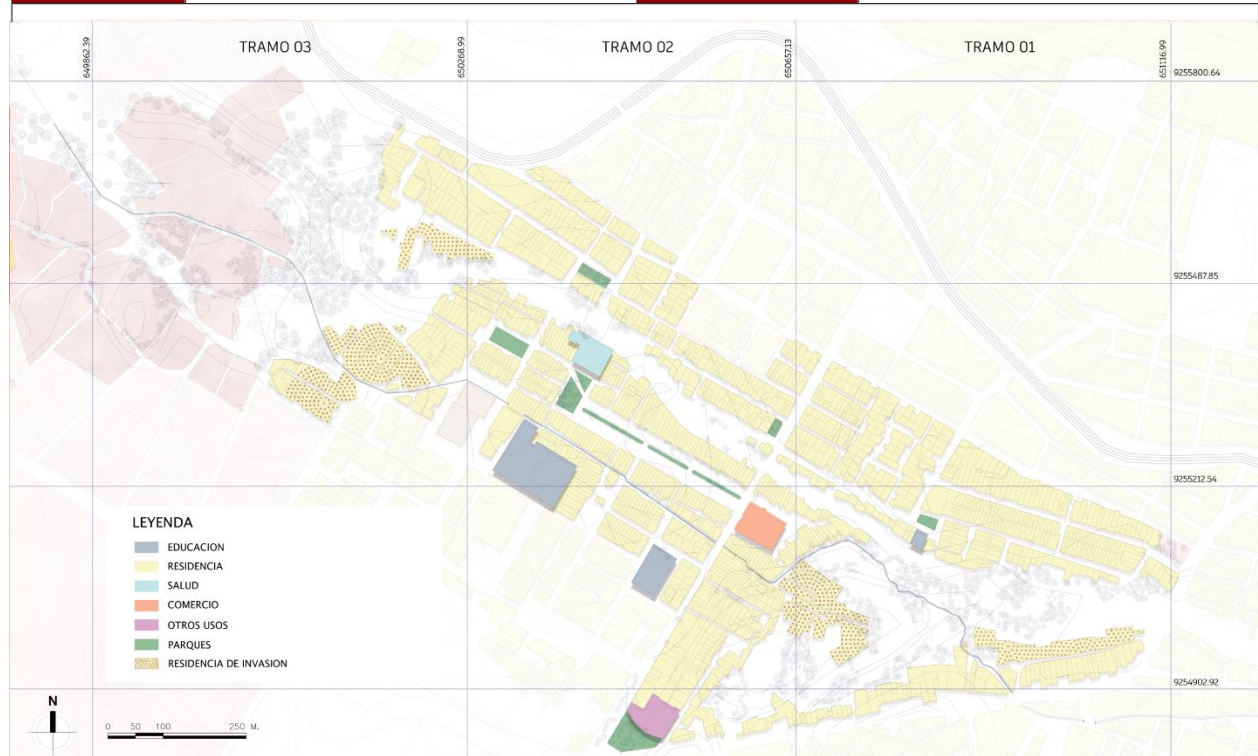 TRAMO 03
TRAMO 02
TRAMO 01
649862.39
650268.99
650657.13
651116.99
9255800.64
9255487.85
9255212.54
9254902.92
LEYENDA
EDUCACION
RESIDENCIA
SALUD
COMERCIO
OTROS USOS
PARQUES
RESIDENCIA DE INVASION
N
0 50 100 250 M.